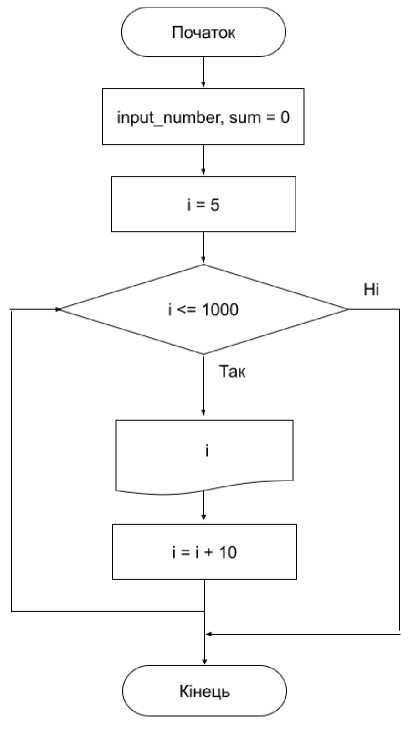 Початок
input_number, sum = 0
i = 5
i <= 1000
Ні
Так
i
i = i + 10
Кінець